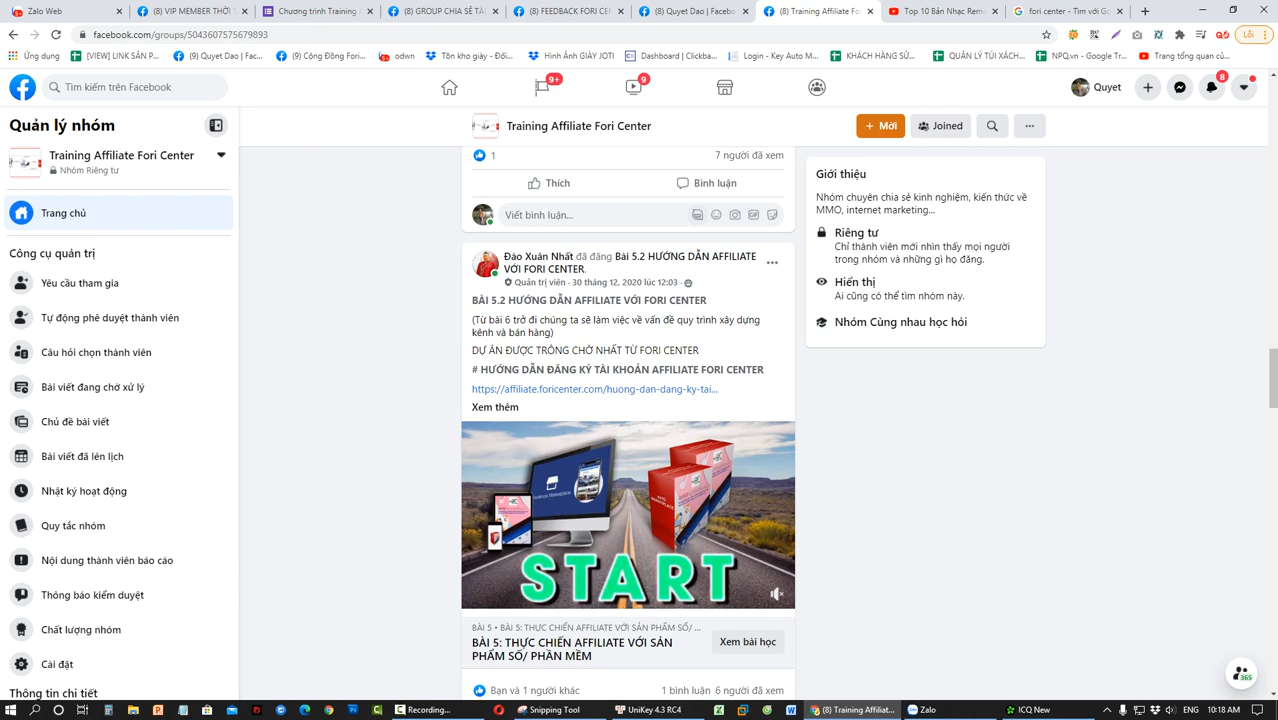 Zalo Web
(8) VIP MEMBER THỜI T
Chương trình Training A
(8) GROUP CHIA SẺ TÀI
(8) FEEDBACK FORI CEN
(8) Quyet Dao | Facebo
(8) Training Affiliate Fo
Top 10 Bản Nhạc Remi
fori center - Tìm với Go
facebook.com/groups/5043607575679893
Lỗi
Ứng dụng
[VIEW] LINK SẢN P...
(9) Quyet Dao | Fac...
(9) Cộng Đồng Fori...
odwn
Tồn kho giày - Đổi...
Hình Ảnh GIÀY JOTI
Dashboard | Clickba...
Login - Key Auto M...
KHÁCH HÀNG SỬ...
QUẢN LÝ TÚI XÁCH...
NPQ.vn - Google Tr...
Trang tổng quan củ...
Tìm kiếm trên Facebook
9+
9
Quyet
8
Quản lý nhóm
Training Affiliate Fori Center
Nhóm Riêng tư
Trang chủ
Công cụ quản trị
Yêu cầu tham gia
Tự động phê duyệt thành viên
Câu hỏi chọn thành viên
Bài viết đang chờ xử lý
Chủ đề bài viết
Bài viết đã lên lịch
Nhật ký hoạt động
Quy tắc nhóm
Nội dung thành viên báo cáo
Thông báo kiểm duyệt
Chất lượng nhóm
Cài đặt
Thông tin chi tiết
Training Affiliate Fori Center
+ Mời
Joined
1
7 người đã xem
Thích
Bình luận
Viết bình luận...
Đào Xuân Nhất đã đăng Bài 5.2 HƯỚNG DẪN AFFILIATE
VỚI FORI CENTER.
Quản trị viên · 30 tháng 12, 2020 lúc 12:03 ·
BÀI 5.2 HƯỚNG DẪN AFFILIATE VỚI FORI CENTER
(Từ bài 6 trở đi chúng ta sẽ làm việc về vấn đề quy trình xây dựng
kênh và bán hàng)
DỰ ÁN ĐƯỢC TRÔNG CHỜ NHẤT TỪ FORI CENTER
# HƯỚNG DẪN ĐĂNG KÝ TÀI KHOẢN AFFILIATE FORI CENTER
https://affiliate.foricenter.com/huong-dan-dang-ky-tai...
Xem thêm
START
BÀI 5 • BÀI 5: THỰC CHIẾN AFFILIATE VỚI SẢN PHẨM SỐ/ ...
BÀI 5: THỰC CHIẾN AFFILIATE VỚI SẢN
PHẨM SỐ/ PHẦN MỀM
Xem bài học
Bạn và 1 người khác
1 bình luận 6 người đã xem
Giới thiệu
Nhóm chuyên chia sẻ kinh nghiệm, kiến thức về
MMO, internet marketing...
Riêng tư
Chỉ thành viên mới nhìn thấy mọi người
trong nhóm và những gì họ đăng.
Hiển thị
Ai cũng có thể tìm nhóm này.
Nhóm Cùng nhau học hỏi
365
Recording...
Snipping Tool
UniKey 4.3 RC4
(8) Training Affiliat...
Zalo
ICQ New
10:18 AM